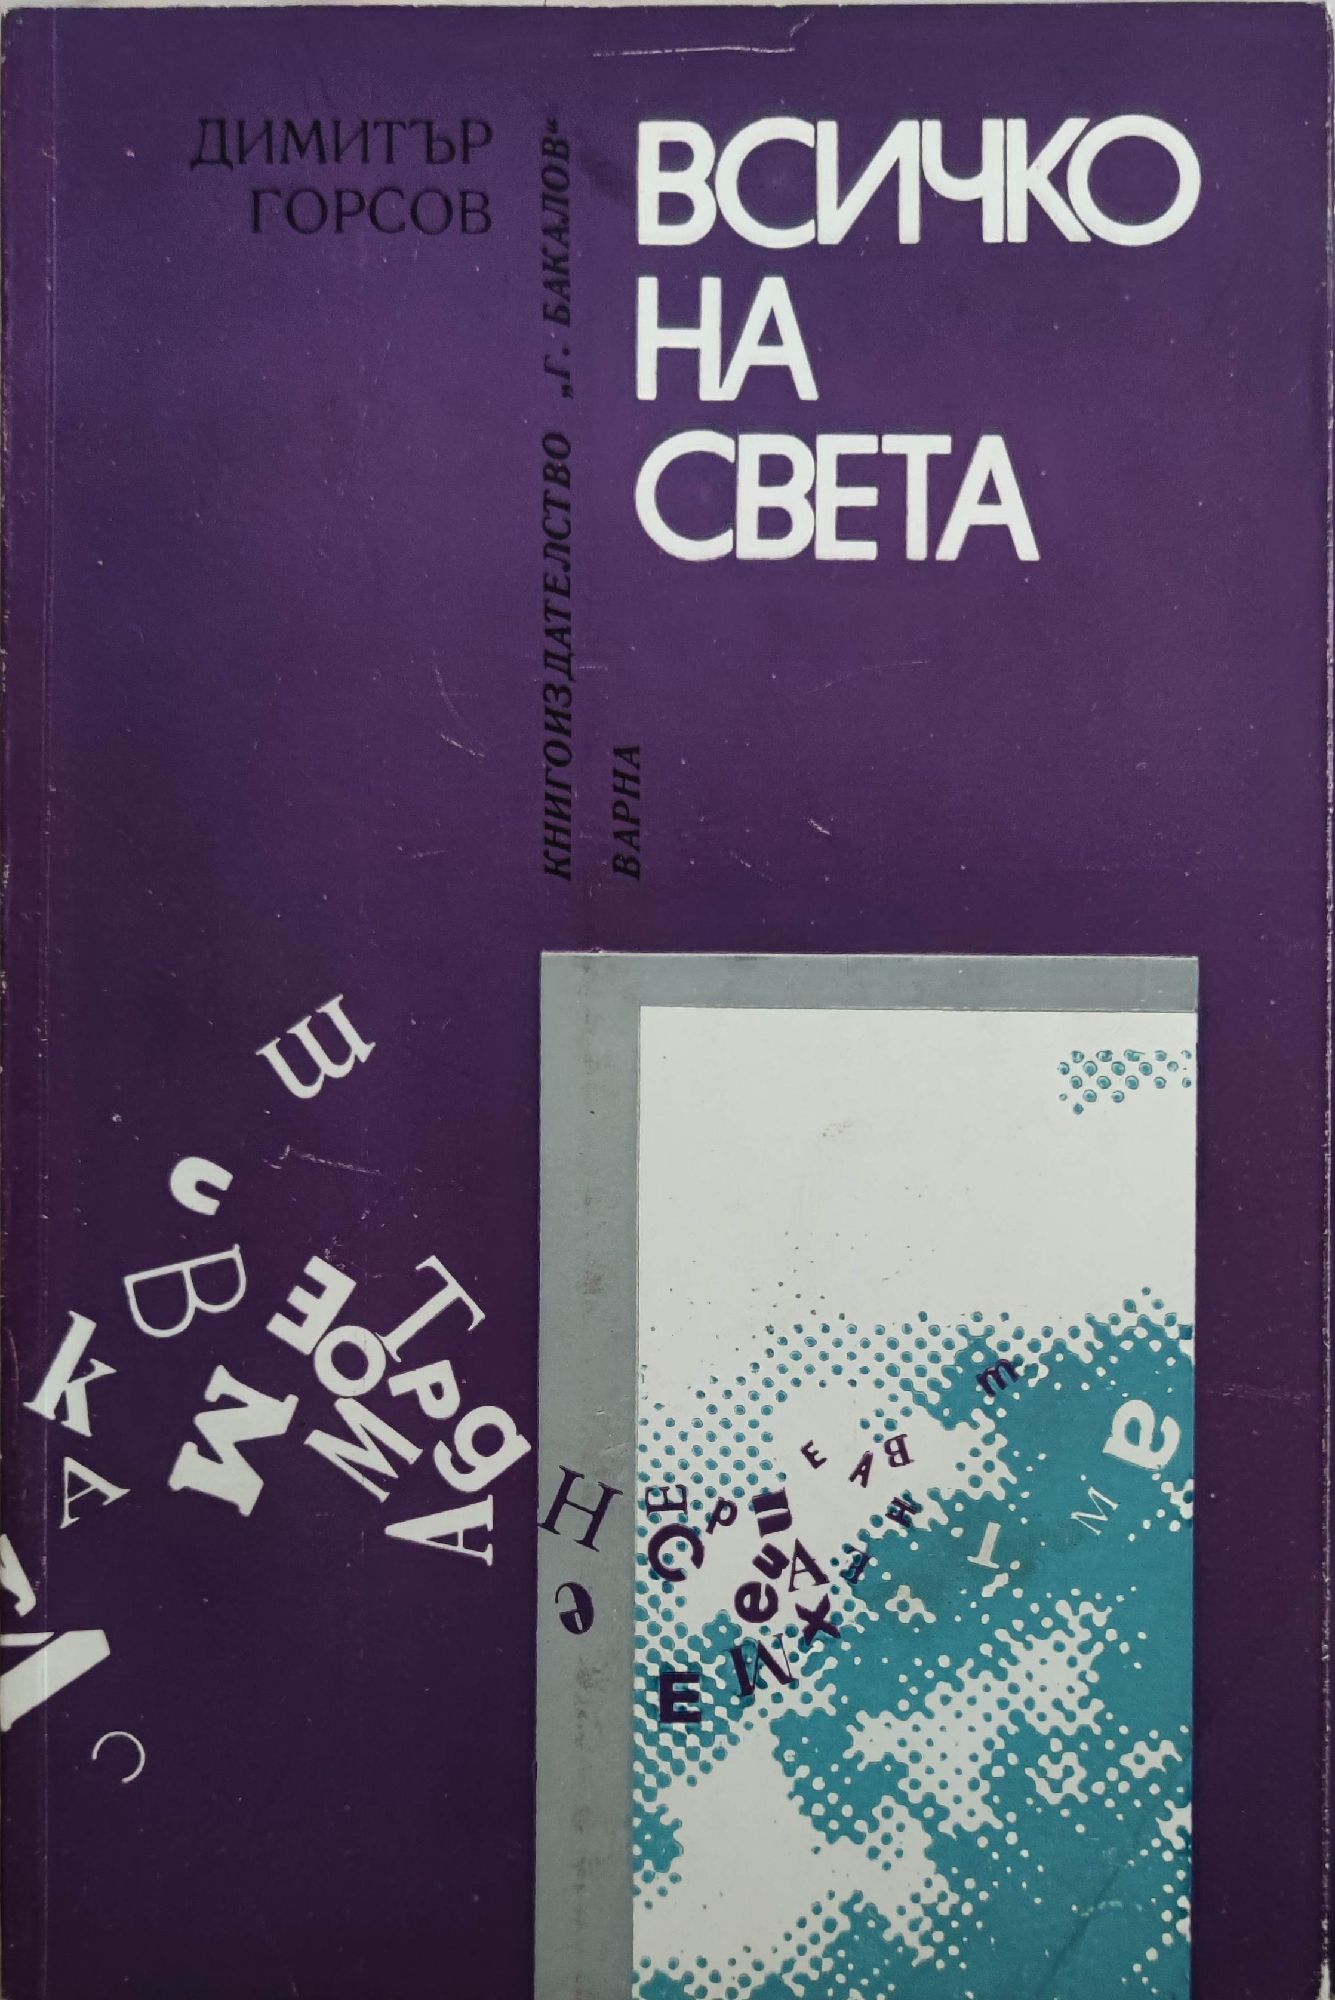 ДИМИТЪР
ГОРСОВ
КНИГОИЗДАТЕЛСТВО „Г. БАКАЛОВ“
ВАРНА
ВСИЧКО
НА
СВЕТА